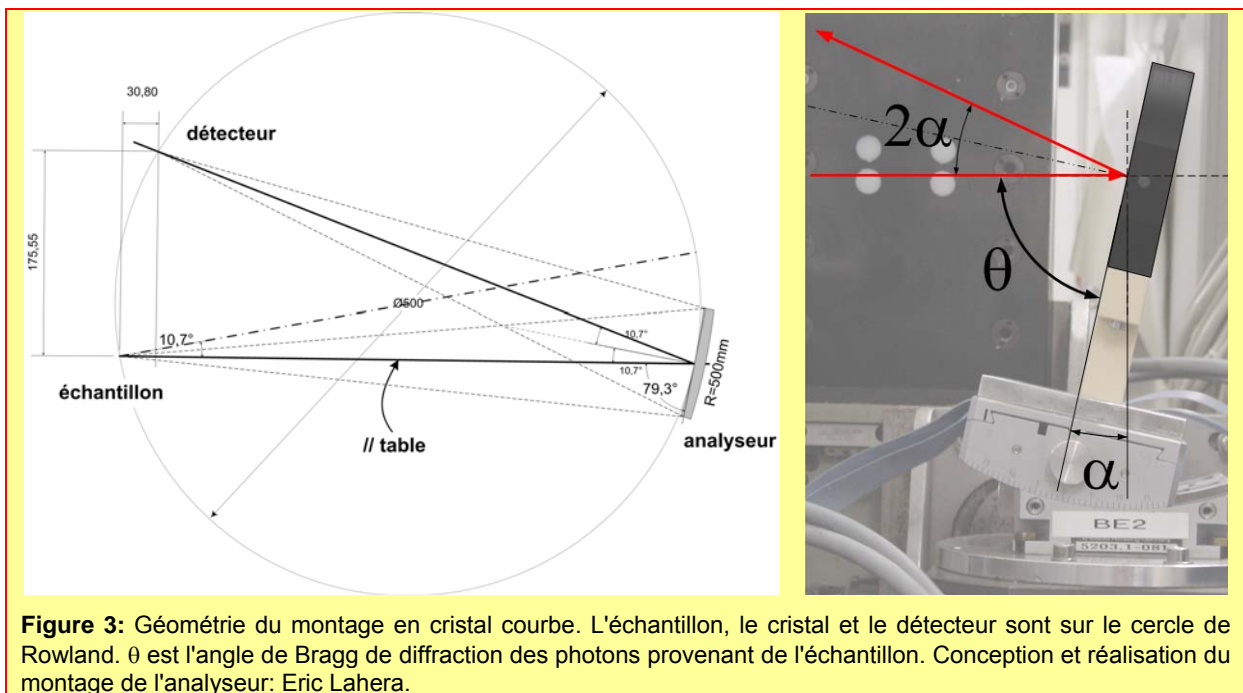 30,80
détecteur
175,55
Ø500
10,7°
10,7°
10,7°
79,3°
R=500mm
échantillon
// table
analyseur
2α
θ
α
BE2
5203.1-081
Figure 3: Géométrie du montage en cristal courbe. L'échantillon, le cristal et le détecteur sont sur le cercle de
Rowland. θ est l'angle de Bragg de diffraction des photons provenant de l'échantillon. Conception et réalisation du
montage de l'analyseur: Eric Lahera.